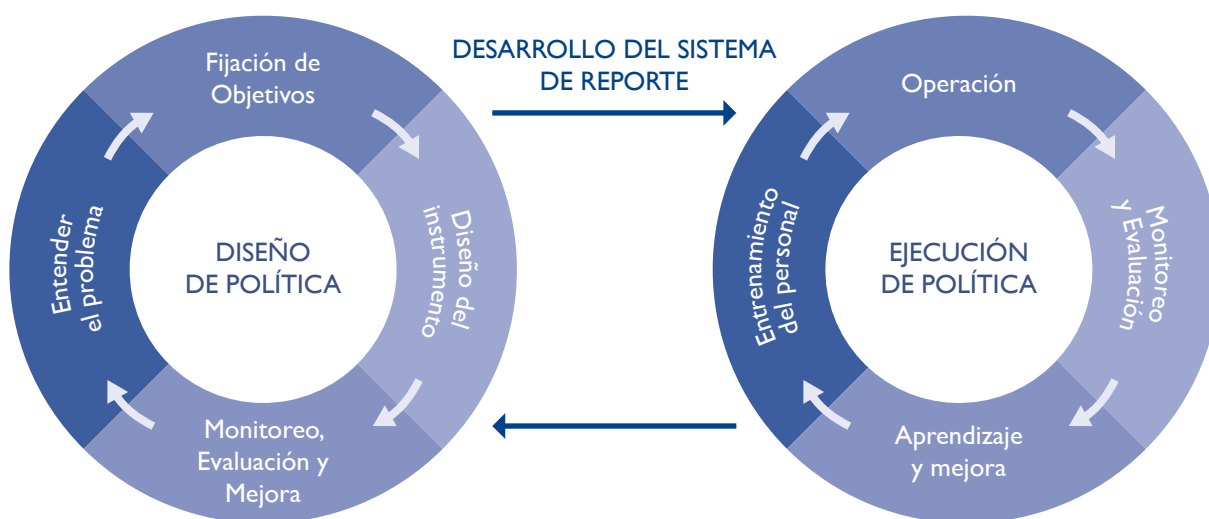 Fijación de
Objetivos
Diseño del
instrumento
Monitoreo,
Evaluación y
Mejora
Entender
el problema
DISEÑO
DE POLÍTICA
DESARROLLO DEL SISTEMA
DE REPORTE
Operación
Monitoreo
y Evaluación
Aprendizaje
y mejora
Entrenamiento
del personal
EJECUCIÓN
DE POLÍTICA